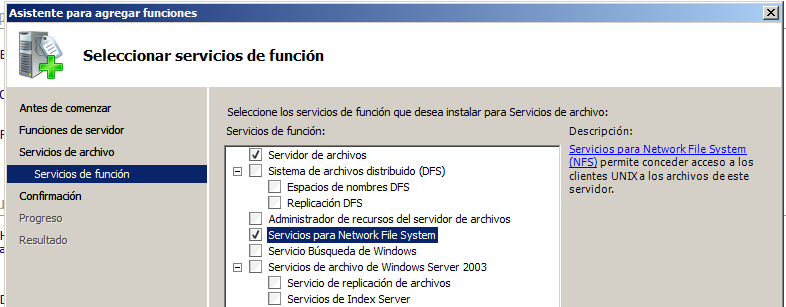 Asistente para agregar funciones
Seleccionar servicios de función
Antes de comenzar
Funciones de servidor
Servicios de archivo
Servicios de función
Confirmación
Progreso
Resultado
Seleccione los servicios de función que desea instalar para Servicios de archivo:
Servicios de función:
Servidor de archivos
Sistema de archivos distribuido (DFS)
Espacios de nombres DFS
Replicación DFS
Administrador de recursos del servidor de archivos
Servicios para Network File System
Servicio Búsqueda de Windows
Servicios de archivo de Windows Server 2003
Servicio de replicación de archivos
Servicios de Index Server
Descripción:
Servicios para Network File System
(NFS) permite conceder acceso a los
clientes UNIX a los archivos de este
servidor.